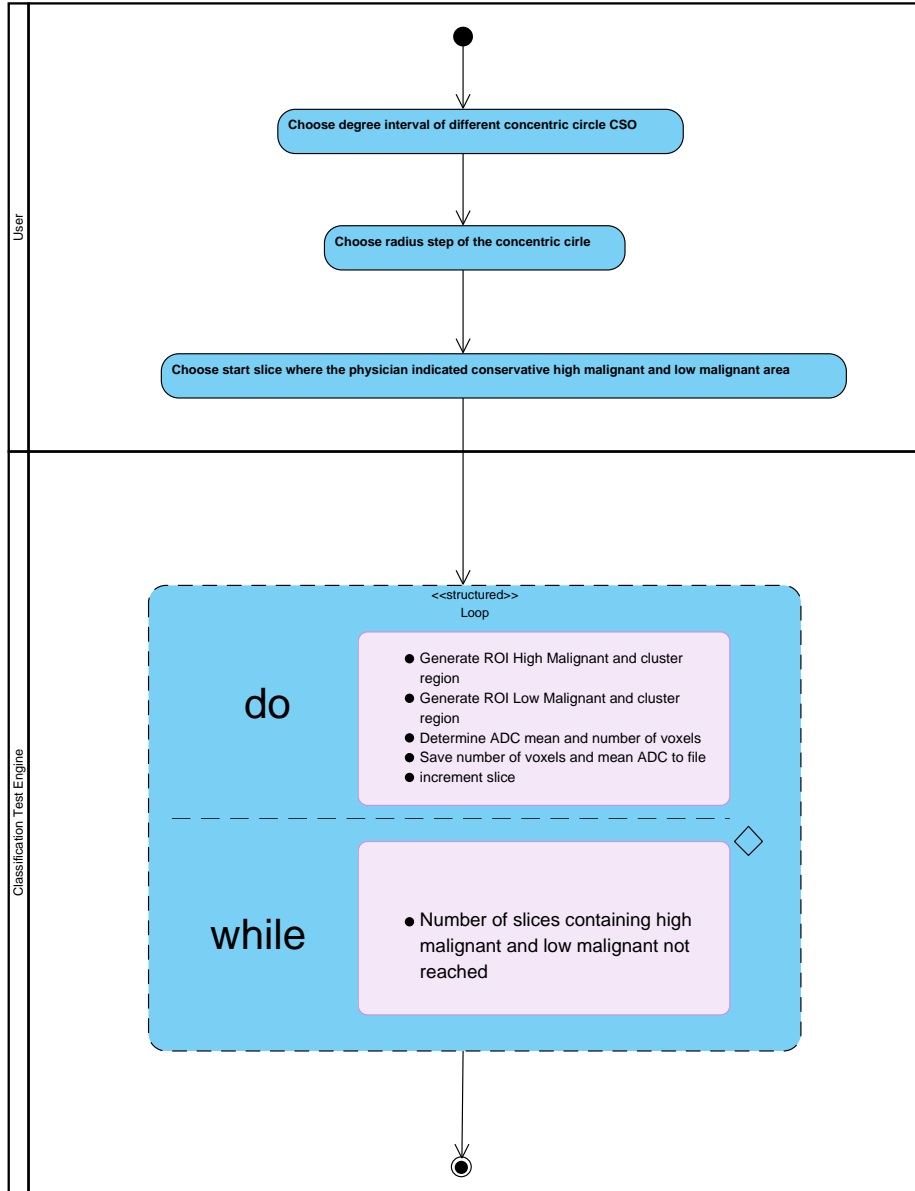 User
Choose degree interval of different concentric circle CSO
Choose radius step of the concentric cirle
Choose start slice where the physician indicated conservative high malignant and low malignant area
Classification Test Engine
<<structured>>
Loop
do
● Generate ROI High Malignant and cluster
region
● Generate ROI Low Malignant and cluster
region
● Determine ADC mean and number of voxels
● Save number of voxels and mean ADC to file
● increment slice
while
● Number of slices containing high
malignant and low malignant not
reached